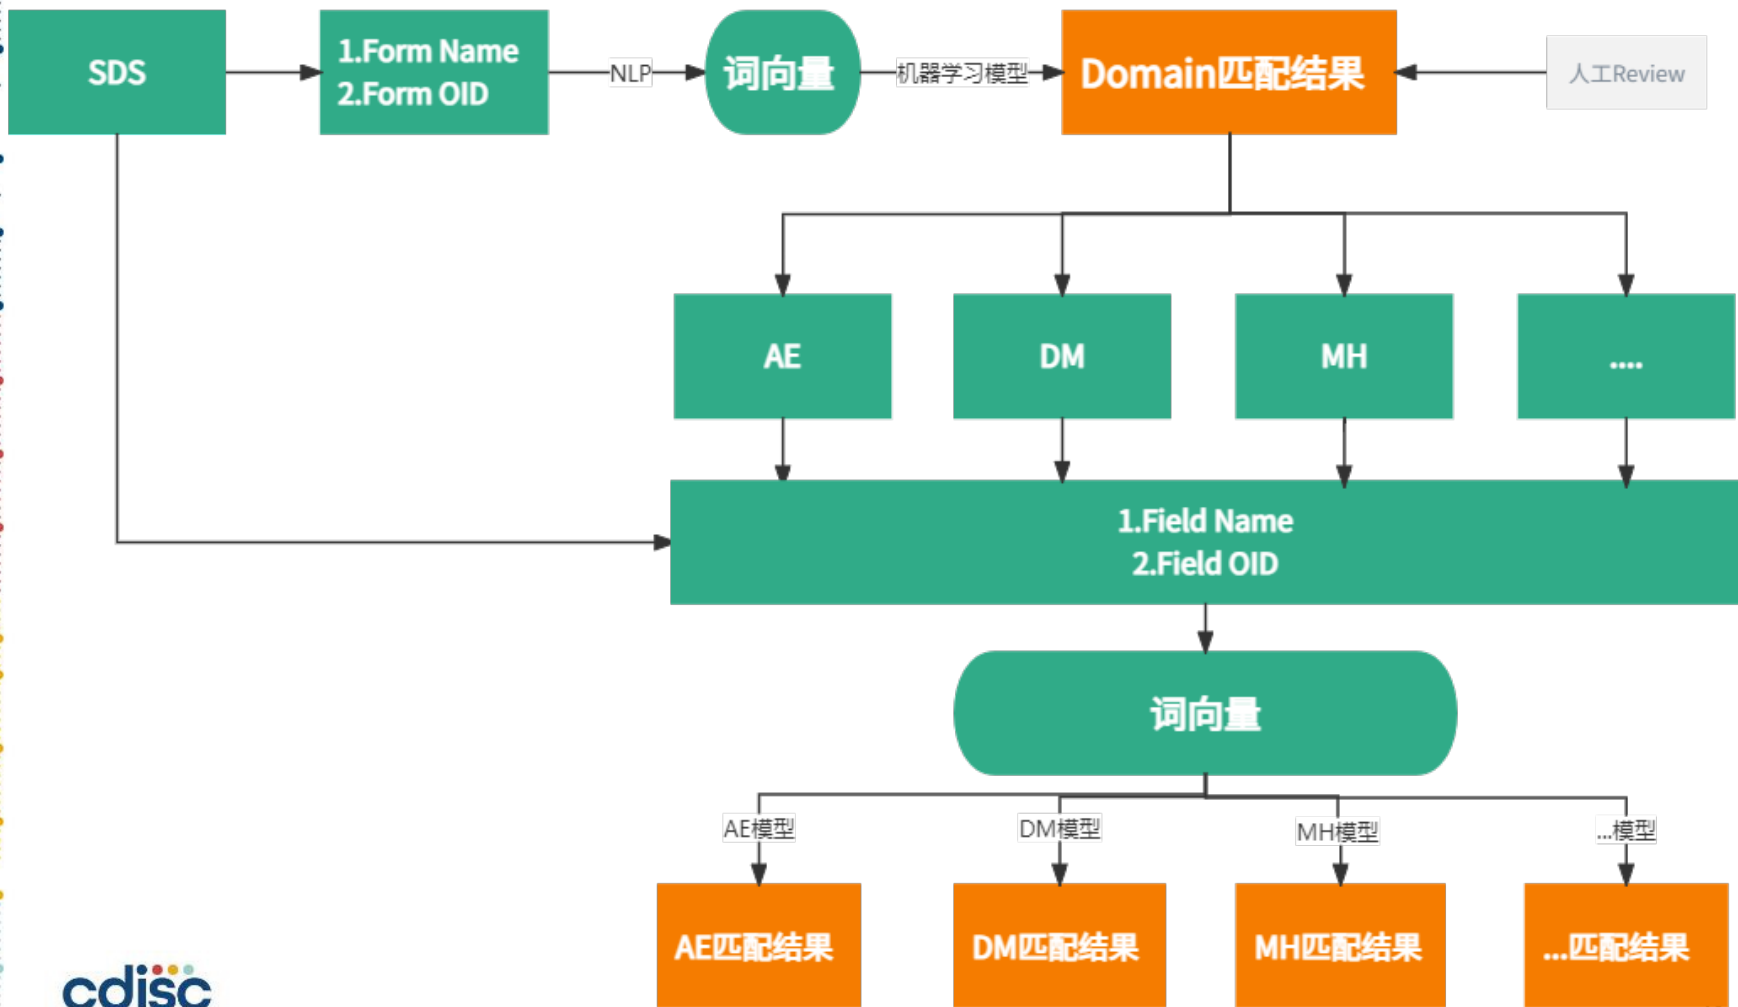 SDS
1.Form Name
2.Form OID
NLP
词向量
机器学习模型
Domain匹配结果
人工Review
AE
DM
MH
....
1.Field Name
2.Field OID
词向量
AE模型
DM模型
MH模型
...模型
AE匹配结果
DM匹配结果
MH匹配结果
...匹配结果
cdisc